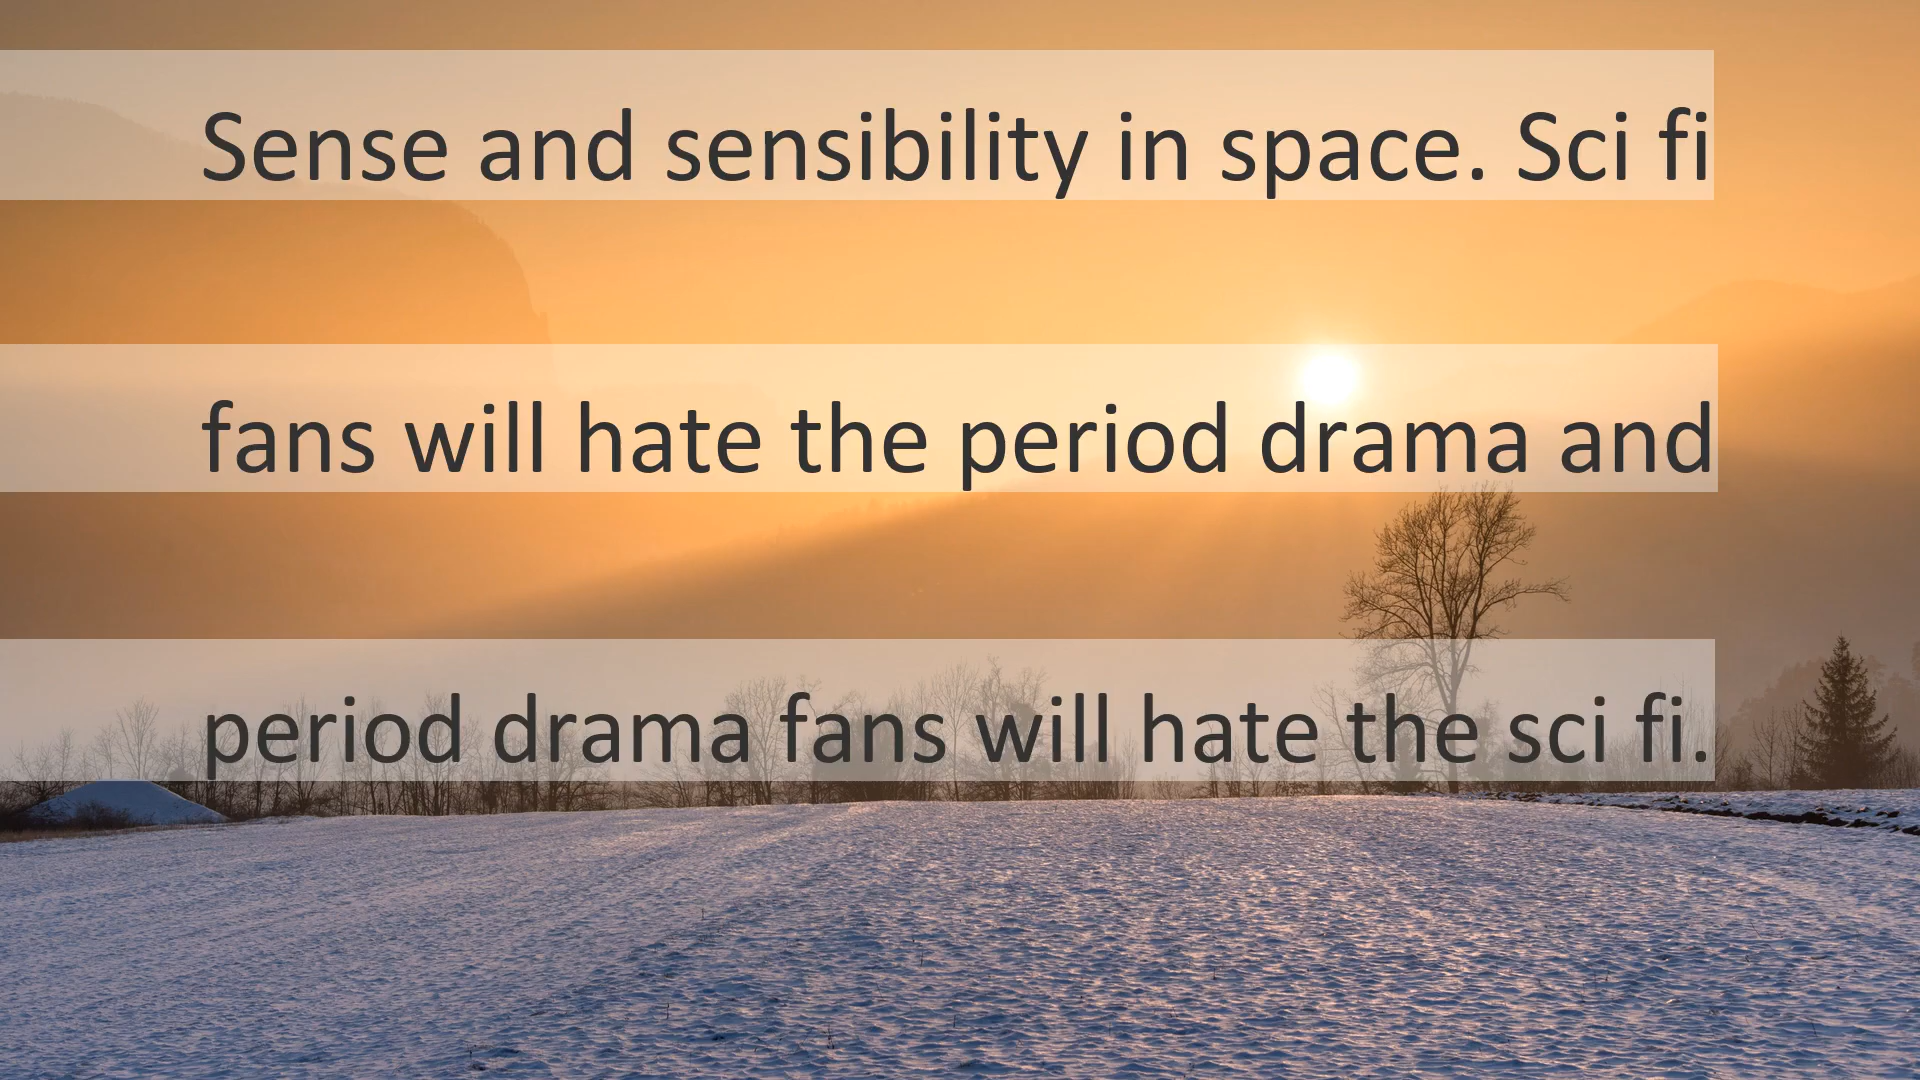 Sense and sensibility in space. Sci fi
fans will hate the period drama and
period drama fans will hate the sci fi.